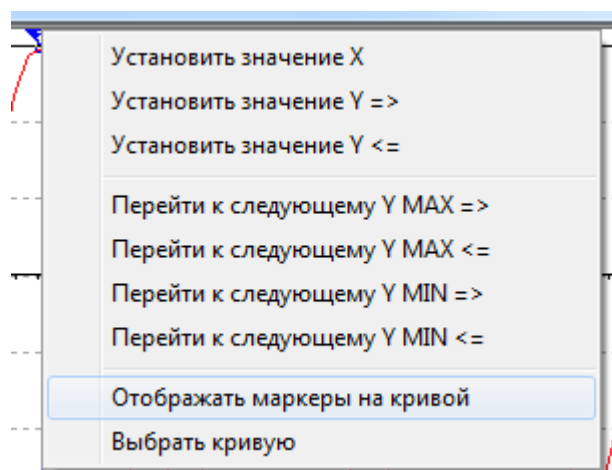 Установить значение X
Установить значение Y =>
Установить значение Y <=
Перейти к следующему Y MAX =>
Перейти к следующему Y MAX <=
Перейти к следующему Y MIN =>
Перейти к следующему Y MIN <=
Отображать маркеры на кривой
Выбрать кривую